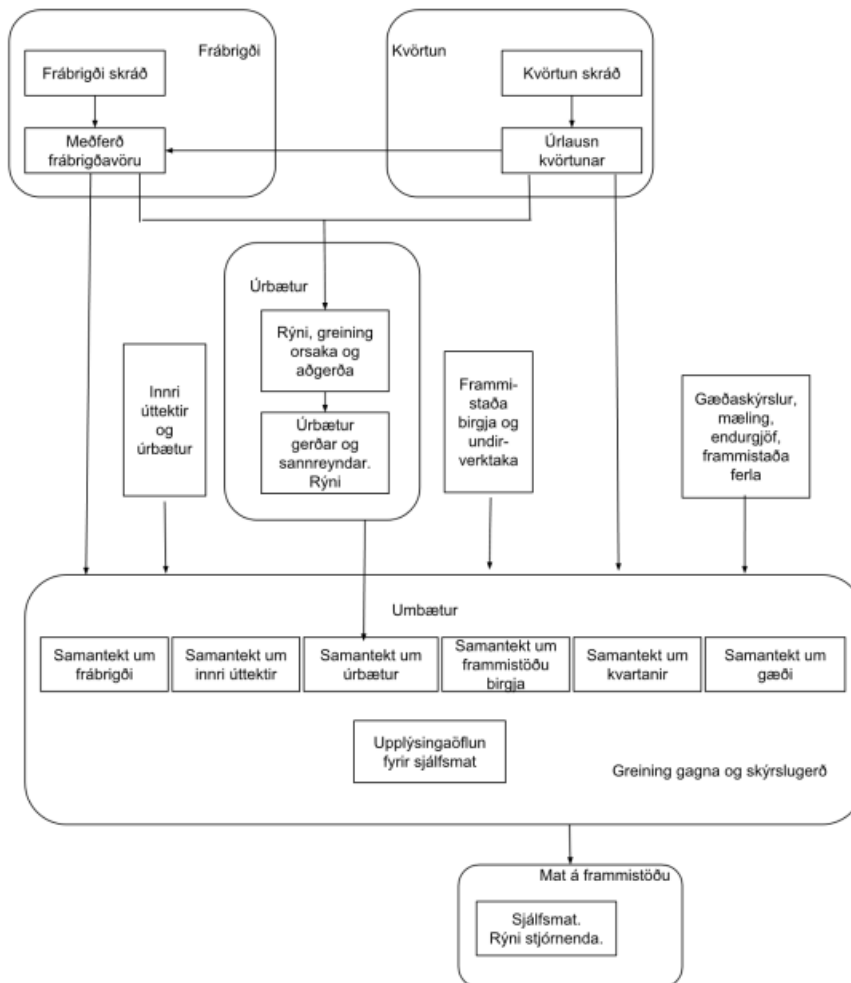 Frábrigði
Kvörtun
Frábrigði skráð
Kvörtun skráð
Meðferð
frábrigðavöru
Úrlausn
kvörtunar
Úrbætur
Rýni, greining
orsaka og
aðgerða
Úrbætur
gerðar og
sannreyndar.
Rýni
Innri
úttektir
og
úrbætur
Frammi-
staða
birgja og
undir-
verktaka
Gæðaskýrslur,
mæling,
endurgjöf,
frammistaða
ferla
Umbætur
Samantekt um
frábrigði
Samantekt um
innri úttektir
Samantekt um
úrbætur
Samantekt um
frammistöðu
birgja
Samantekt um
kvartanir
Samantekt um
gæði
Upplýsingaöflun
fyrir sjálfsmat
Greining gagna og skýrslugerð
Mat á frammistöðu
Sjálfsmat.
Rýni stjórnenda.